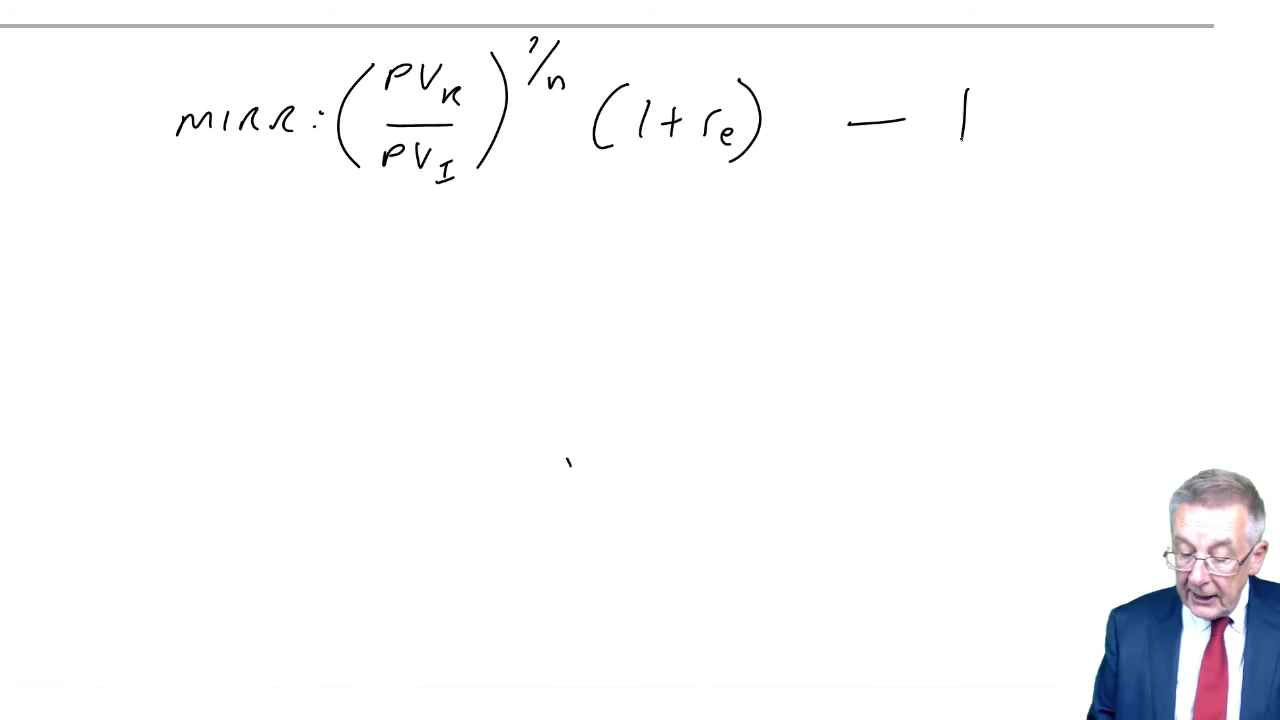 MIRR: (PV_R / PV_I)^1/n (1 + r_e) — 1